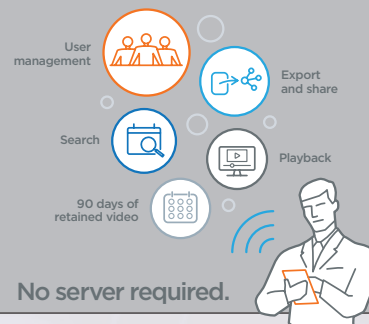 User
management
Export
and share
Search
Playback
90 days of
retained video
No server required.